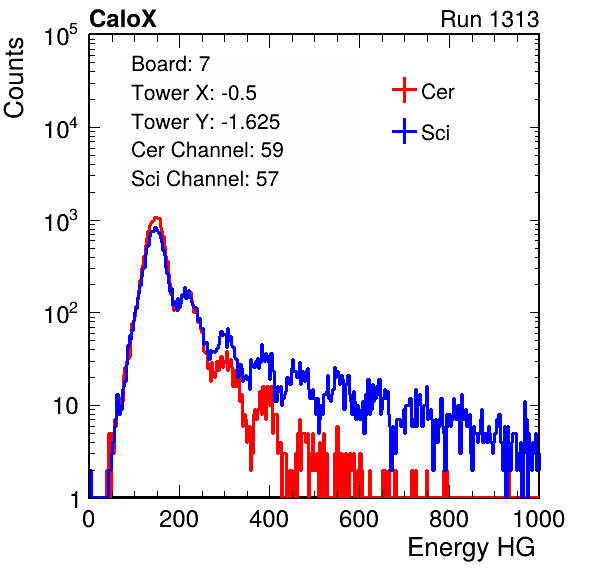 CaloX Run 1313
Counts
10^5
10^4
10^3
10^2
10
1
Board: 7
Tower X: -0.5
Tower Y: -1.625
Cer Channel: 59
Sci Channel: 57
Cer
Sci
0 200 400 600 800 1000
Energy HG